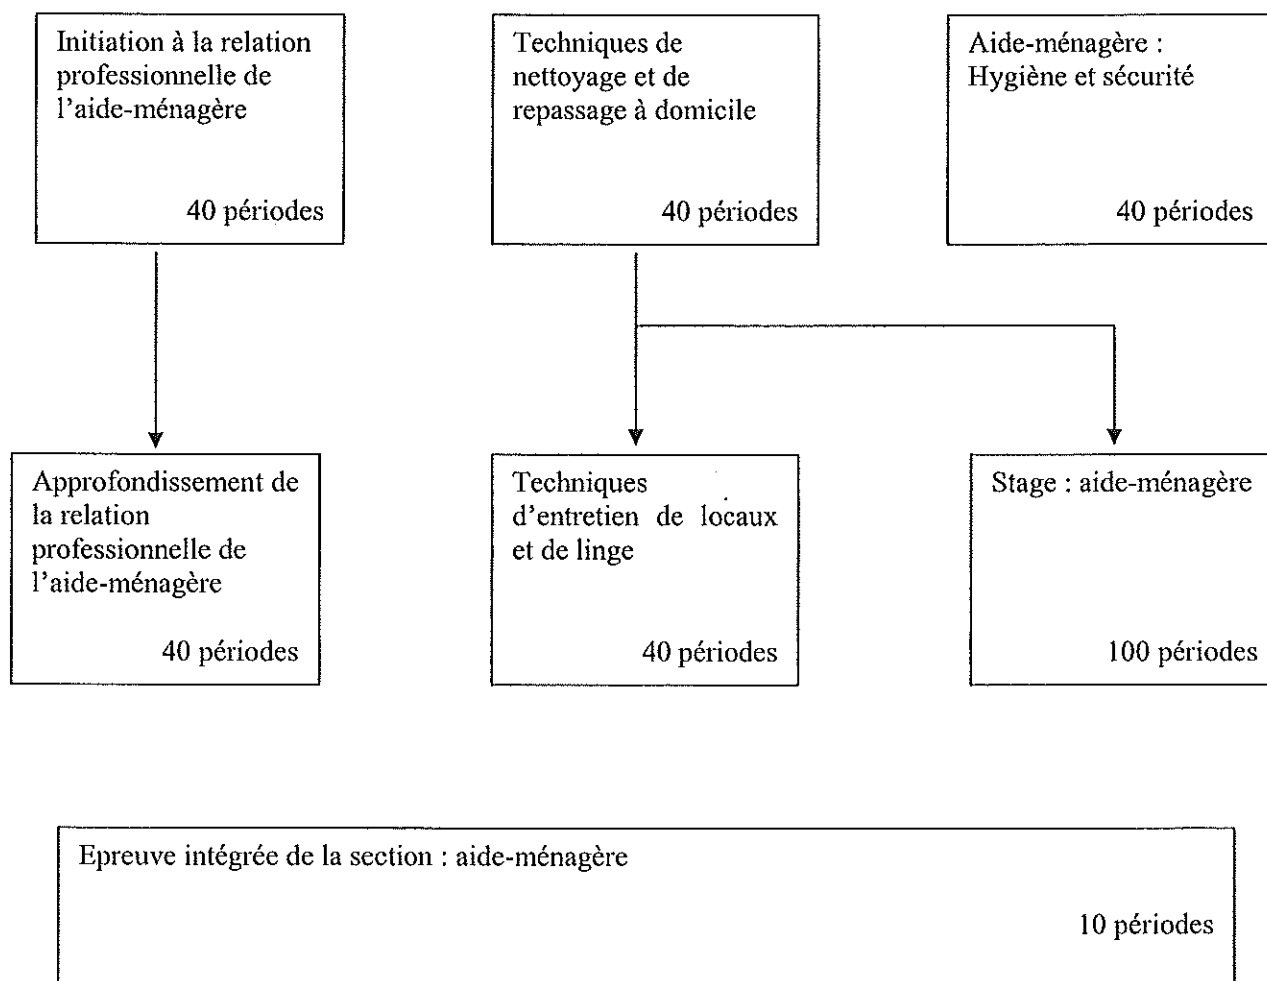 Initiation à la relation
professionnelle de
l'aide-ménagère
40 périodes
Techniques de
nettoyage et de
repassage à domicile
40 périodes
Aide-ménagère :
Hygiène et sécurité
40 périodes
Approfondissement de
la relation
professionnelle de
l'aide-ménagère
40 périodes
Techniques
d'entretien de locaux
et de linge
40 périodes
Stage : aide-ménagère
100 périodes
Epreuve intégrée de la section : aide-ménagère
10 périodes